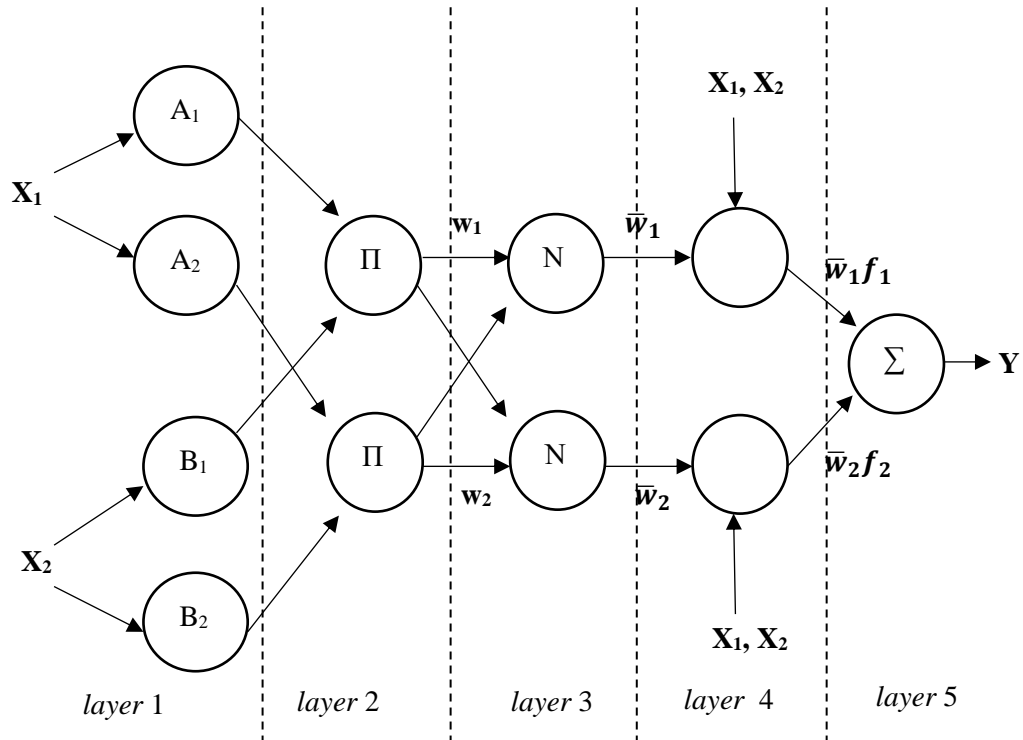 A₁
X₁, X₂
X₁
A₂
Π
w₁
N
w̅₁
w̅₁f₁
∑
Y
B₁
Π
w₂
N
w̅₂
w̅₂f₂
X₂
B₂
X₁, X₂
layer 1
layer 2
layer 3
layer 4
layer 5